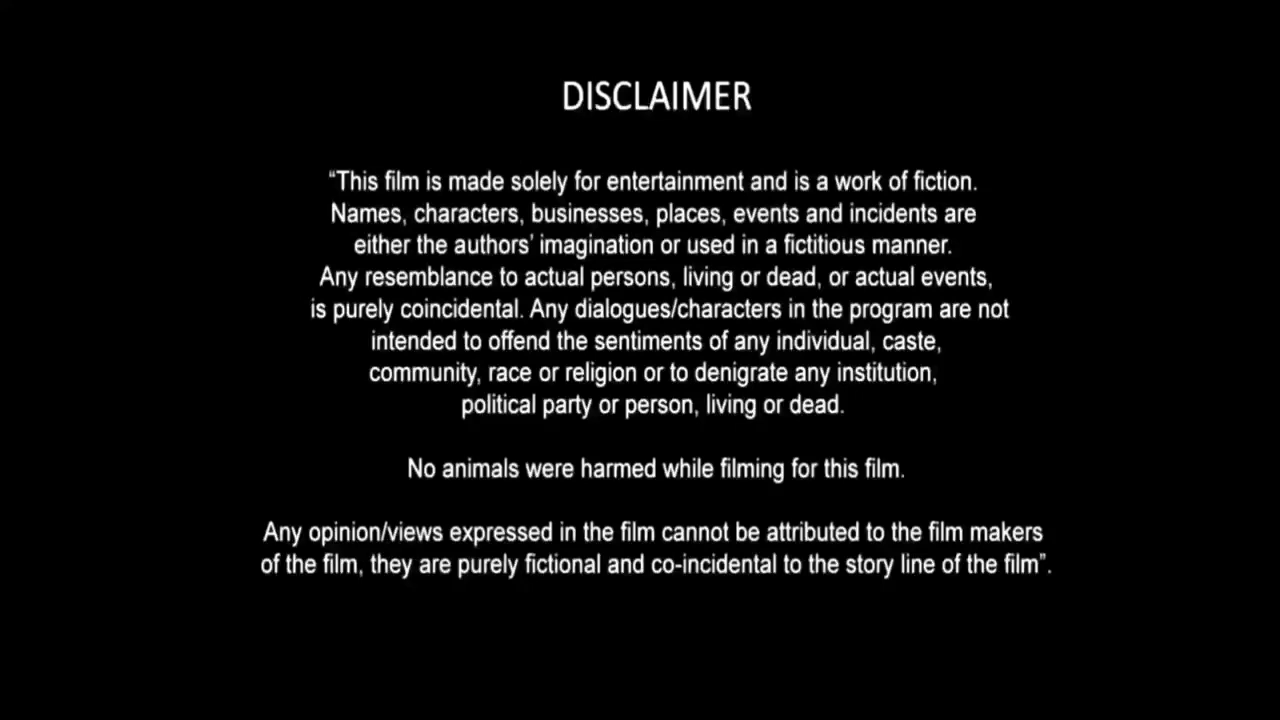 DISCLAIMER
“This film is made solely for entertainment and is a work of fiction.
Names, characters, businesses, places, events and incidents are
either the authors’ imagination or used in a fictitious manner.
Any resemblance to actual persons, living or dead, or actual events,
is purely coincidental. Any dialogues/characters in the program are not
intended to offend the sentiments of any individual, caste,
community, race or religion or to denigrate any institution,
political party or person, living or dead.
No animals were harmed while filming for this film.
Any opinion/views expressed in the film cannot be attributed to the film makers
of the film, they are purely fictional and co-incidental to the story line of the film”.